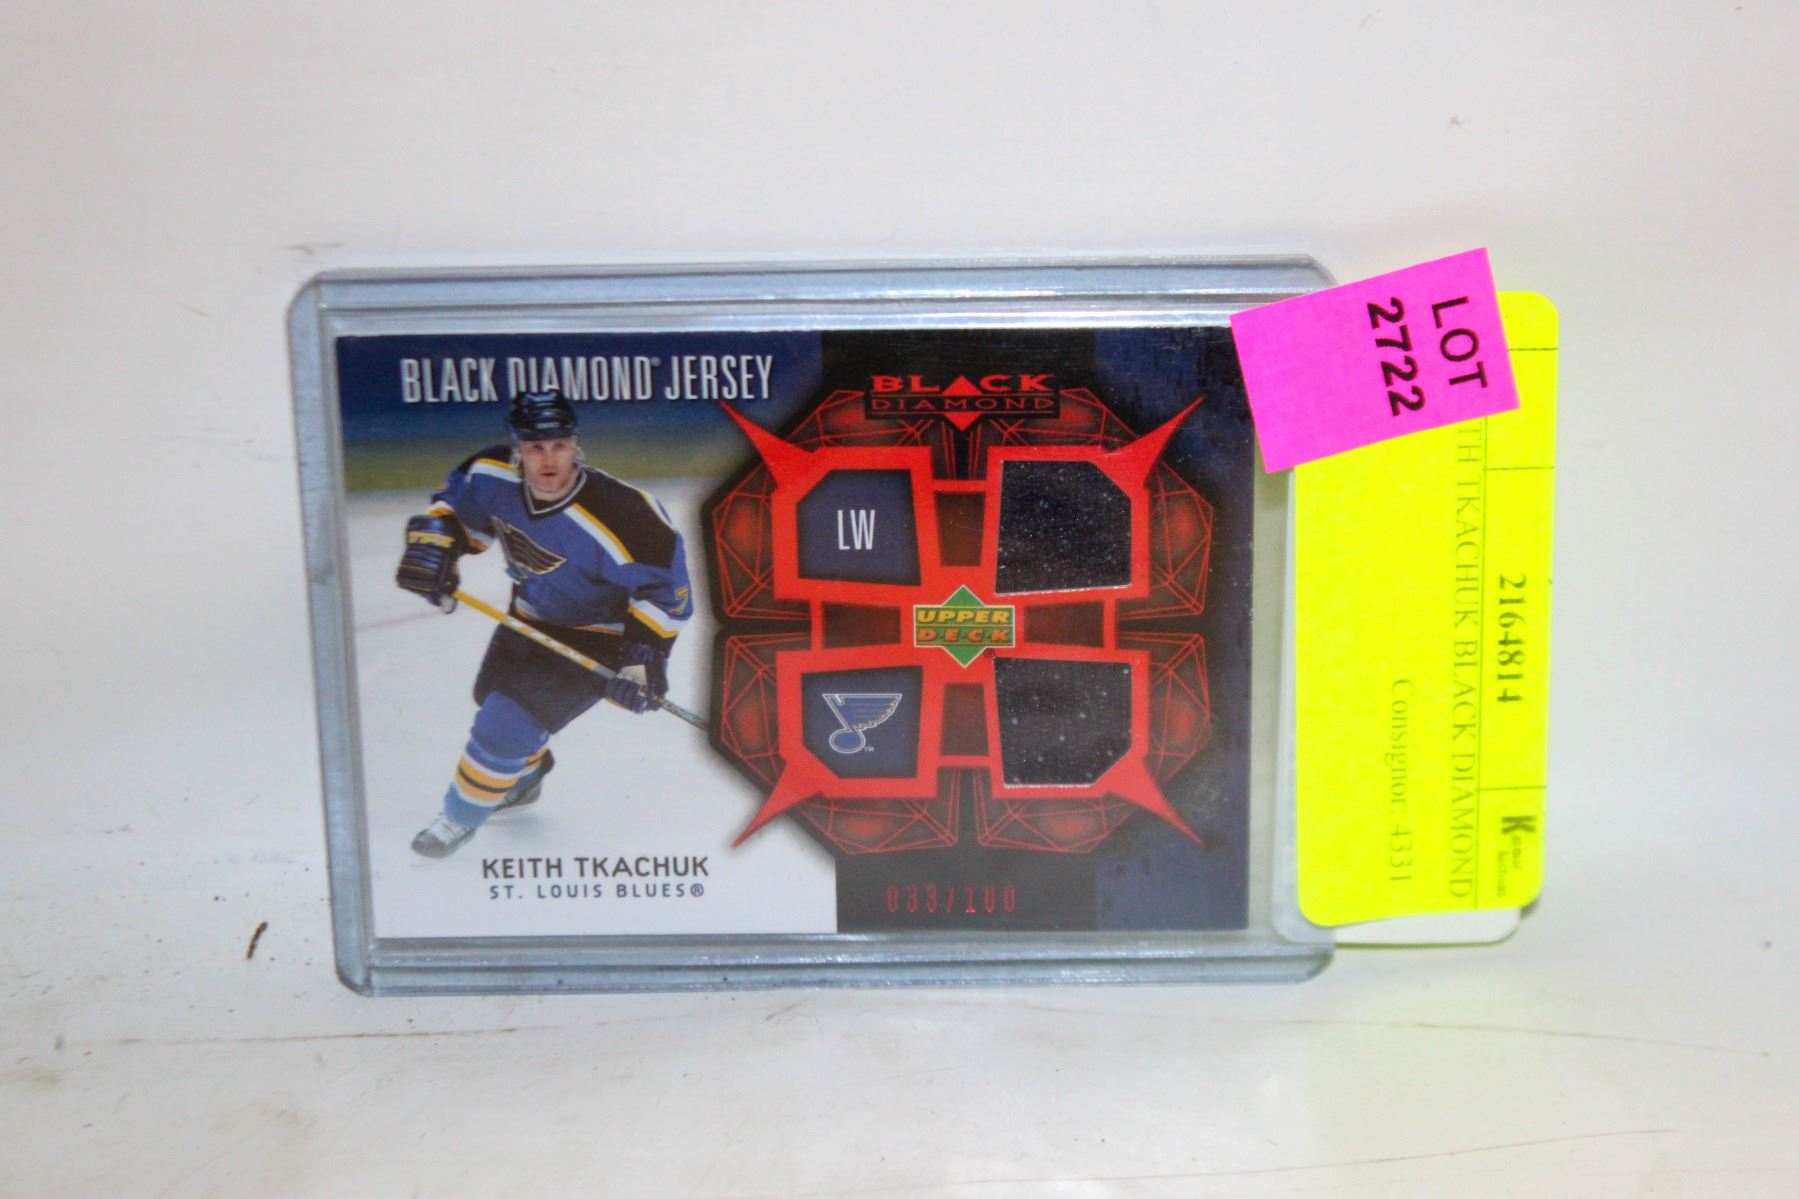 BLACK DIAMOND® JERSEY
BLACK
DIAMOND
LW
UPPER
D·E·C·K
TM
KEITH TKACHUK
ST. LOUIS BLUES®
033/100
LOT
2722
2164814
TH TKACHUK BLACK DIAMOND
Consignor: 4331